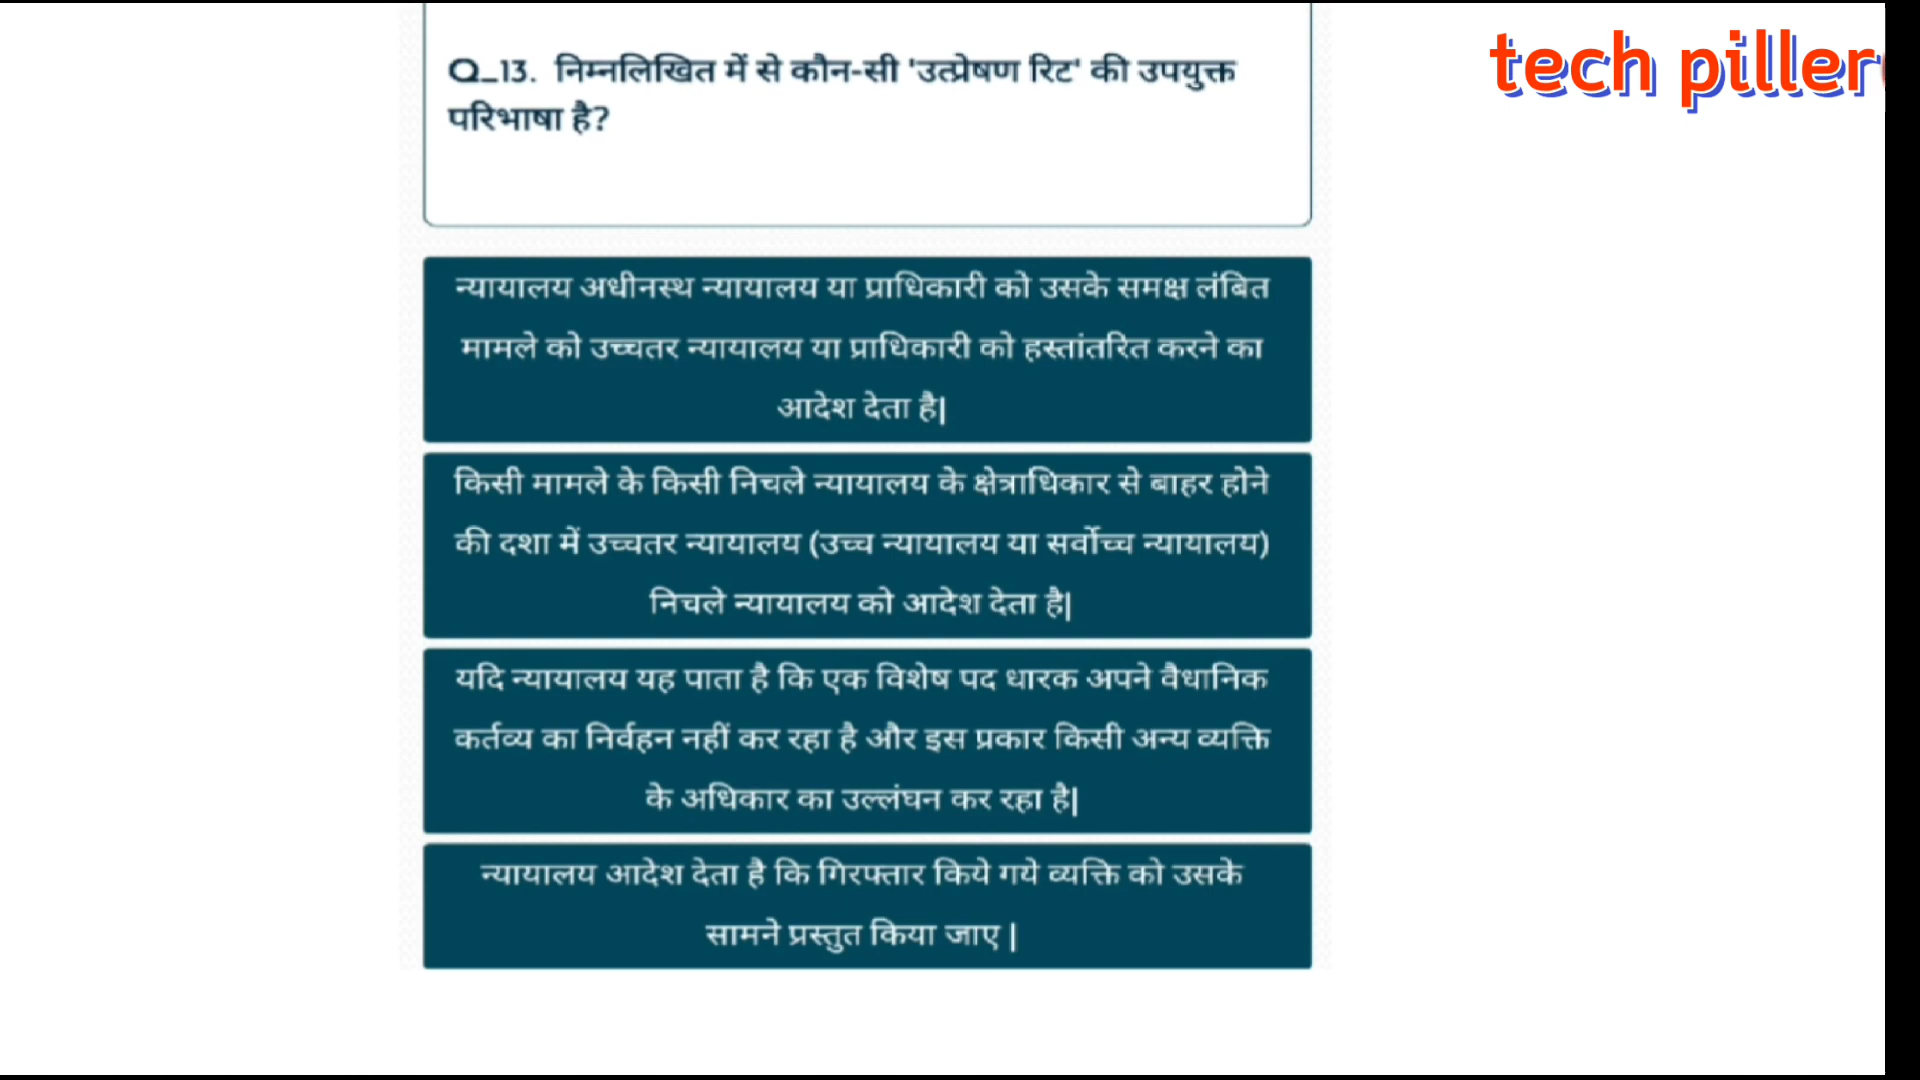 tech piller
Q_13. निम्नलिखित में से कौन-सी 'उत्प्रेषण रिट' की उपयुक्त
परिभाषा है?
न्यायालय अधीनस्थ न्यायालय या प्राधिकारी को उसके समक्ष लंबित
मामले को उच्चतर न्यायालय या प्राधिकारी को हस्तांतरित करने का
आदेश देता है|
किसी मामले के किसी निचले न्यायालय के क्षेत्राधिकार से बाहर होने
की दशा में उच्चतर न्यायालय (उच्च न्यायालय या सर्वोच्च न्यायालय)
निचले न्यायालय को आदेश देता है|
यदि न्यायालय यह पाता है कि एक विशेष पद धारक अपने वैधानिक
कर्तव्य का निर्वहन नहीं कर रहा है और इस प्रकार किसी अन्य व्यक्ति
के अधिकार का उल्लंघन कर रहा है|
न्यायालय आदेश देता है कि गिरफ्तार किये गये व्यक्ति को उसके
सामने प्रस्तुत किया जाए |